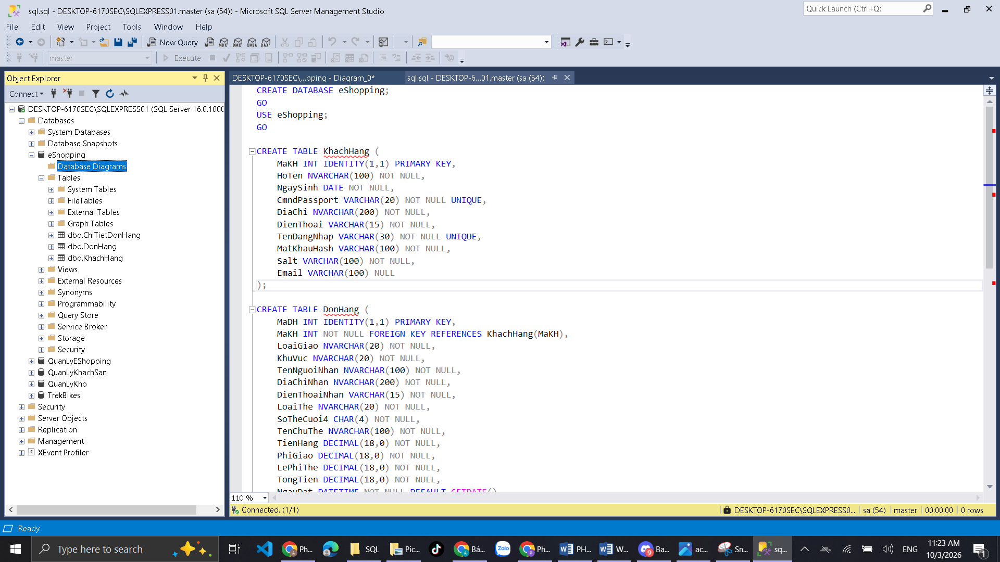 sql.sql - DESKTOP-6170SEC\SQLEXPRESS01.master (sa (54)) - Microsoft SQL Server Management Studio
Quick Launch (Ctrl+Q)
File Edit View Project Tools Window Help
New Query
MDX DMX XMLA DAX
master
Execute
Object Explorer
DESKTOP-6170SEC\...pping - Diagram_0*
sql.sql - DESKTOP-6...01.master (sa (54))
Connect
DESKTOP-6170SEC\SQLEXPRESS01 (SQL Server 16.0.1000
Databases
System Databases
Database Snapshots
eShopping
Database Diagrams
Tables
System Tables
FileTables
External Tables
Graph Tables
dbo.ChiTietDonHang
dbo.DonHang
dbo.KhachHang
Views
External Resources
Synonyms
Programmability
Query Store
Service Broker
Storage
Security
QuanLyEShopping
QuanLyKhachSan
QuanLyKho
TrekBikes
Security
Server Objects
Replication
Management
XEvent Profiler
CREATE DATABASE eShopping;
GO
USE eShopping;
GO
CREATE TABLE KhachHang (
MaKH INT IDENTITY(1,1) PRIMARY KEY,
HoTen NVARCHAR(100) NOT NULL,
NgaySinh DATE NOT NULL,
CmndPassport VARCHAR(20) NOT NULL UNIQUE,
DiaChi NVARCHAR(200) NOT NULL,
DienThoai VARCHAR(15) NOT NULL,
TenDangNhap VARCHAR(30) NOT NULL UNIQUE,
MatKhauHash VARCHAR(100) NOT NULL,
Salt VARCHAR(100) NOT NULL,
Email VARCHAR(100) NULL
);
CREATE TABLE DonHang (
MaDH INT IDENTITY(1,1) PRIMARY KEY,
MaKH INT NOT NULL FOREIGN KEY REFERENCES KhachHang(MaKH),
LoaiGiao NVARCHAR(20) NOT NULL,
KhuVuc NVARCHAR(20) NOT NULL,
TenNguoiNhan NVARCHAR(100) NOT NULL,
DiaChiNhan NVARCHAR(200) NOT NULL,
DienThoaiNhan VARCHAR(15) NOT NULL,
LoaiThe NVARCHAR(20) NOT NULL,
SoTheCuoi4 CHAR(4) NOT NULL,
TenChuThe NVARCHAR(100) NOT NULL,
TienHang DECIMAL(18,0) NOT NULL,
PhiGiao DECIMAL(18,0) NOT NULL,
LePhiThe DECIMAL(18,0) NOT NULL,
TongTien DECIMAL(18,0) NOT NULL,
NgayDat DATETIME NOT NULL DEFAULT GETDATE()
110 %
Connected. (1/1)
DESKTOP-6170SEC\SQLEXPRESS0... sa (54) master 00:00:00 0 rows
Ready
Type here to search
Ph...
SQL
Pic...
Bá...
Zalo
Ph...
PH...
W...
Bạ...
9
ac...
Sn...
sq...
ENG
11:23 AM
10/3/2026
1